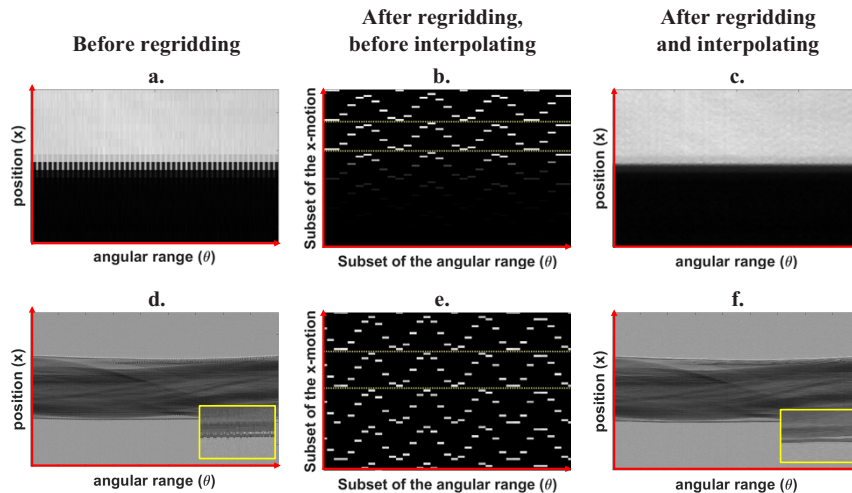 Before regridding
After regridding,
before interpolating
After regridding
and interpolating
a.
b.
c.
position (x)
angular range (θ)
Subset of the x-motion
Subset of the angular range (θ)
position (x)
angular range (θ)
d.
e.
f.
position (x)
angular range (θ)
Subset of the x-motion
Subset of the angular range (θ)
position (x)
angular range (θ)